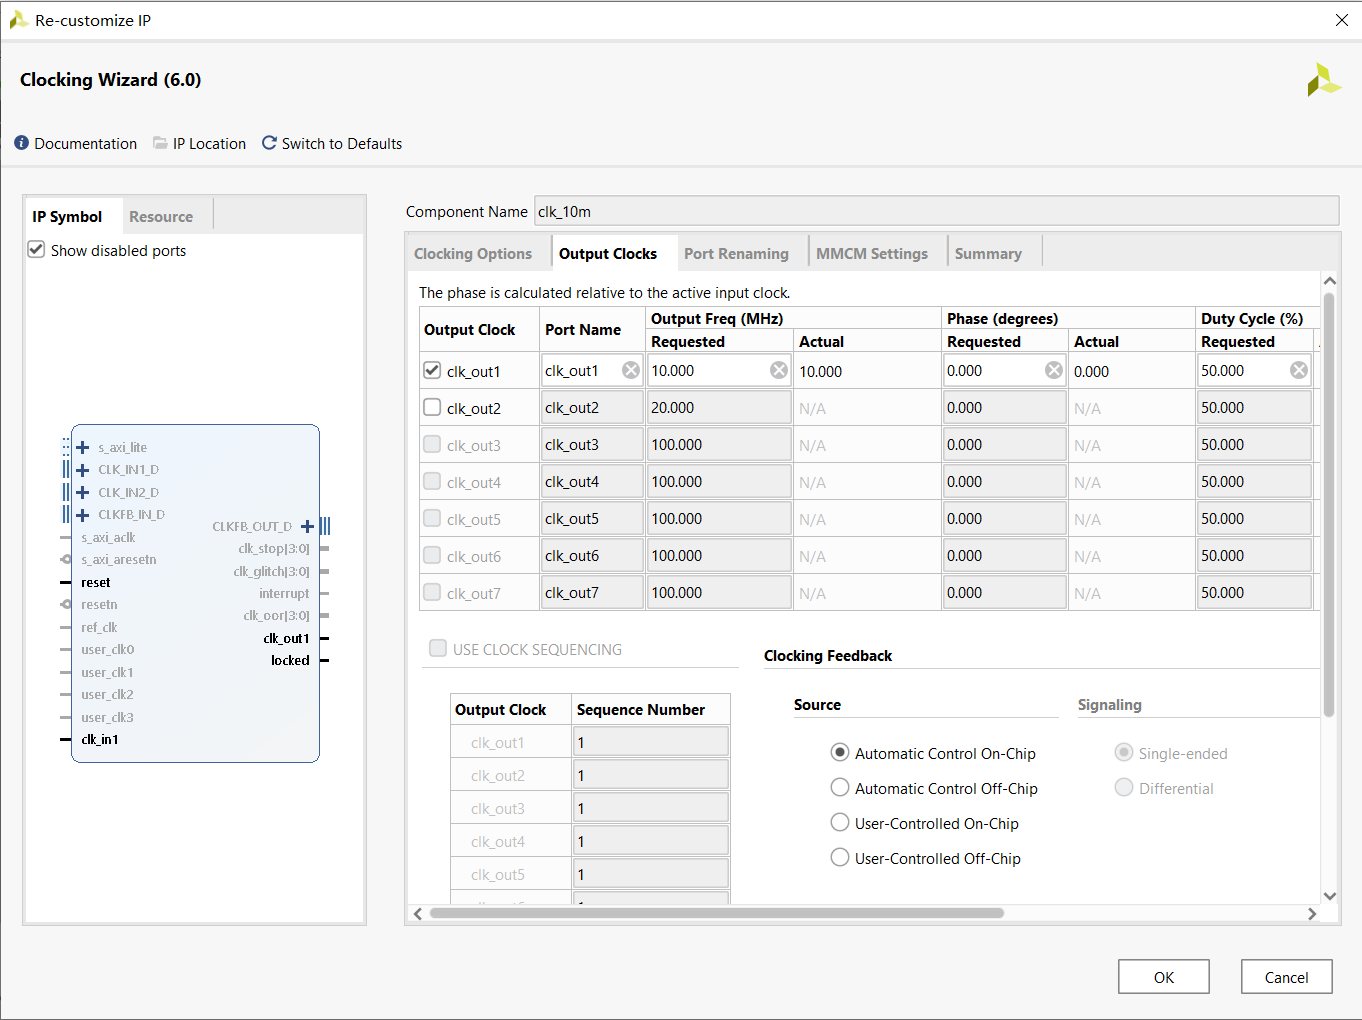 Re-customize IP
Clocking Wizard (6.0)
Documentation IP Location Switch to Defaults
IP Symbol Resource
Show disabled ports
s_axi_lite
CLK_IN1_D
CLK_IN2_D
CLKFB_IN_D
s_axi_aclk
s_axi_aresetn
reset
resetn
ref_clk
user_clk0
user_clk1
user_clk2
user_clk3
clk_in1
CLKFB_OUT_D
clk_stop[3:0]
clk_glitch[3:0]
interrupt
clk_oor[3:0]
clk_out1
locked
Component Name clk_10m
Clocking Options Output Clocks Port Renaming MMCM Settings Summary
The phase is calculated relative to the active input clock.
Output Clock Port Name Output Freq (MHz) Phase (degrees) Duty Cycle (%)
Requested Actual Requested Actual Requested
clk_out1 clk_out1 10.000 10.000 0.000 0.000 50.000
clk_out2 clk_out2 20.000 N/A 0.000 N/A 50.000
clk_out3 clk_out3 100.000 N/A 0.000 N/A 50.000
clk_out4 clk_out4 100.000 N/A 0.000 N/A 50.000
clk_out5 clk_out5 100.000 N/A 0.000 N/A 50.000
clk_out6 clk_out6 100.000 N/A 0.000 N/A 50.000
clk_out7 clk_out7 100.000 N/A 0.000 N/A 50.000
USE CLOCK SEQUENCING
Output Clock Sequence Number
clk_out1 1
clk_out2 1
clk_out3 1
clk_out4 1
clk_out5 1
Clocking Feedback
Source
Automatic Control On-Chip
Automatic Control Off-Chip
User-Controlled On-Chip
User-Controlled Off-Chip
Signaling
Single-ended
Differential
OK Cancel